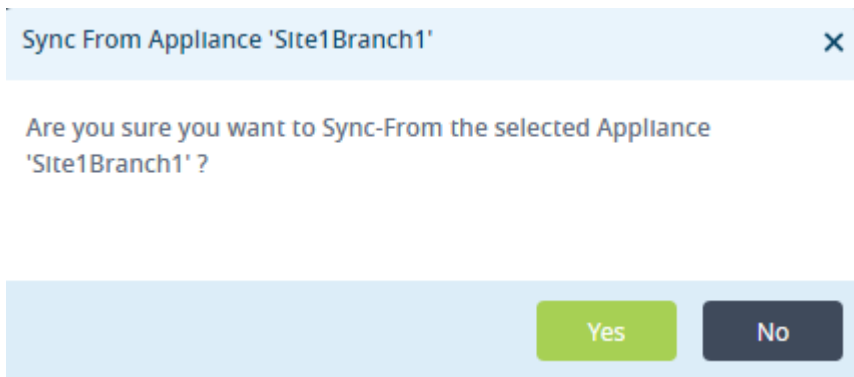 Sync From Appliance 'Site1Branch1'
Are you sure you want to Sync-From the selected Appliance
'Site1Branch1' ?
Yes
No